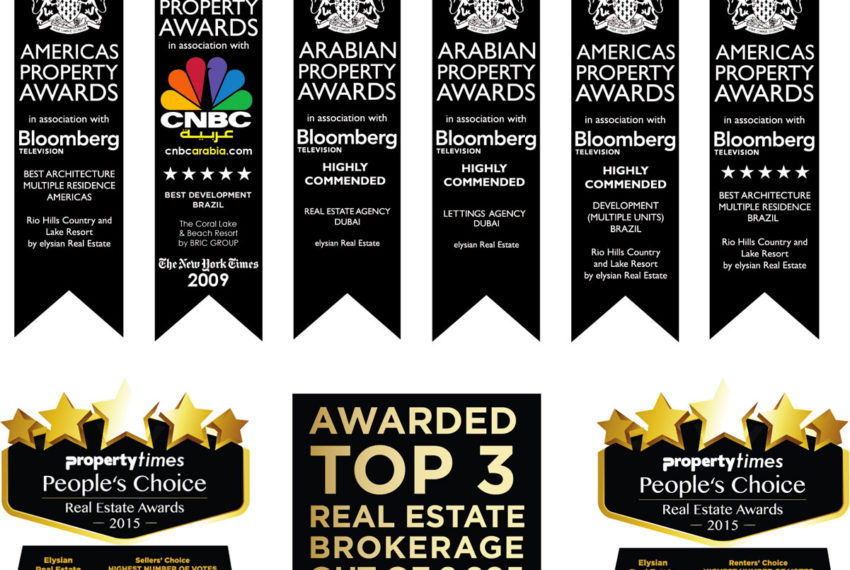 AMERICAS
PROPERTY
AWARDS
in association with
Bloomberg
TELEVISION
BEST ARCHITECTURE
MULTIPLE RESIDENCE
AMERICAS
Rio Hills Country and
Lake Resort
by elysian Real Estate
PROPERTY
AWARDS
in association with
CNBC
عربية
cnbcarabia.com
BEST DEVELOPMENT
BRAZIL
The Coral Lake
& Beach Resort
by BRIC GROUP
The New York Times
2009
ARABIAN
PROPERTY
AWARDS
in association with
Bloomberg
TELEVISION
HIGHLY
COMMENDED
REAL ESTATE AGENCY
DUBAI
elysian Real Estate
ARABIAN
PROPERTY
AWARDS
in association with
Bloomberg
TELEVISION
HIGHLY
COMMENDED
LETTINGS AGENCY
DUBAI
elysian Real Estate
AMERICAS
PROPERTY
AWARDS
in association with
Bloomberg
TELEVISION
HIGHLY
COMMENDED
DEVELOPMENT
(MULTIPLE UNITS)
BRAZIL
Rio Hills Country
and Lake Resort
by elysian Real Estate
AMERICAS
PROPERTY
AWARDS
in association with
Bloomberg
TELEVISION
BEST ARCHITECTURE
MULTIPLE RESIDENCE
BRAZIL
Rio Hills Country and
Lake Resort
by elysian Real Estate
propertytimes
People's Choice
Real Estate Awards
2015
Elysian
Real Estate
Sellers' Choice
HIGHEST NUMBER OF VOTES
AWARDED
TOP 3
REAL ESTATE
BROKERAGE
OUT OF
propertytimes
People's Choice
Real Estate Awards
2015
Elysian
Renters' Choice